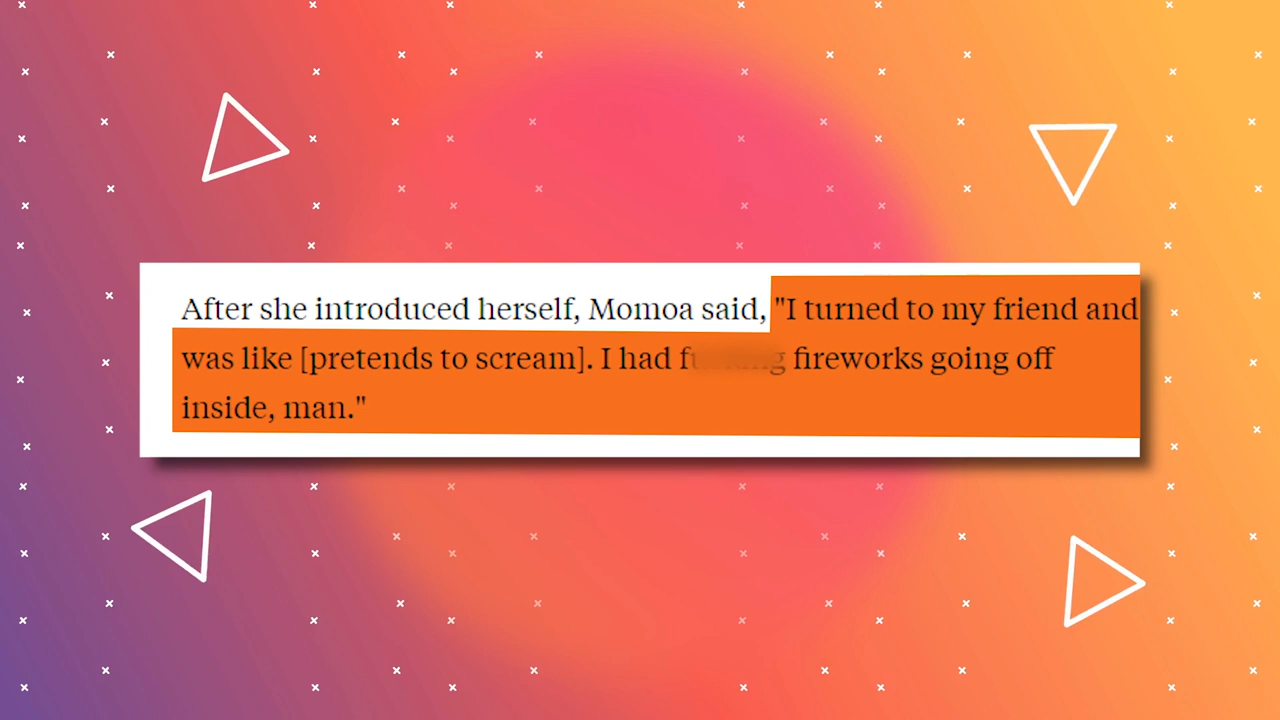 After she introduced herself, Momoa said, "I turned to my friend and
was like [pretends to scream]. I had fireworks going off
inside, man."